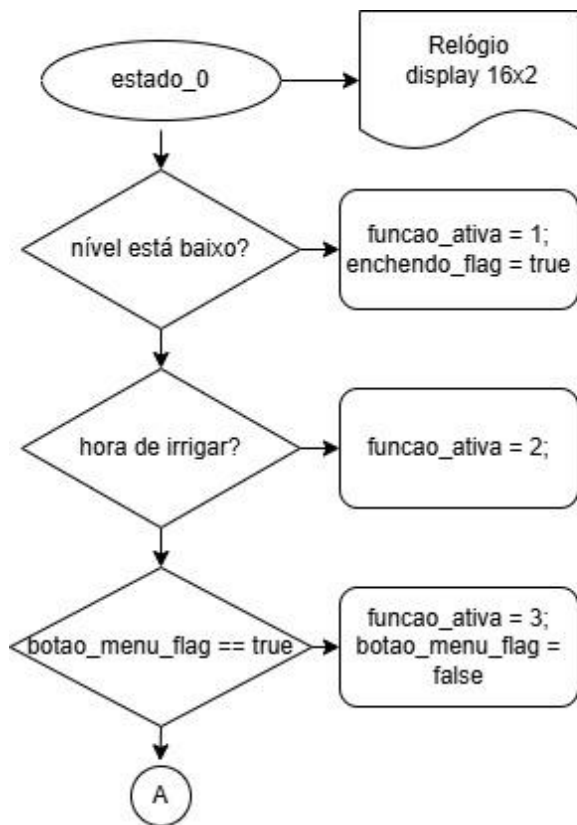 estado_0
Relógio
display 16x2
nível está baixo?
funcao_ativa = 1;
enchendo_flag = true
hora de irrigar?
funcao_ativa = 2;
botao_menu_flag == true
funcao_ativa = 3;
botao_menu_flag =
false
A